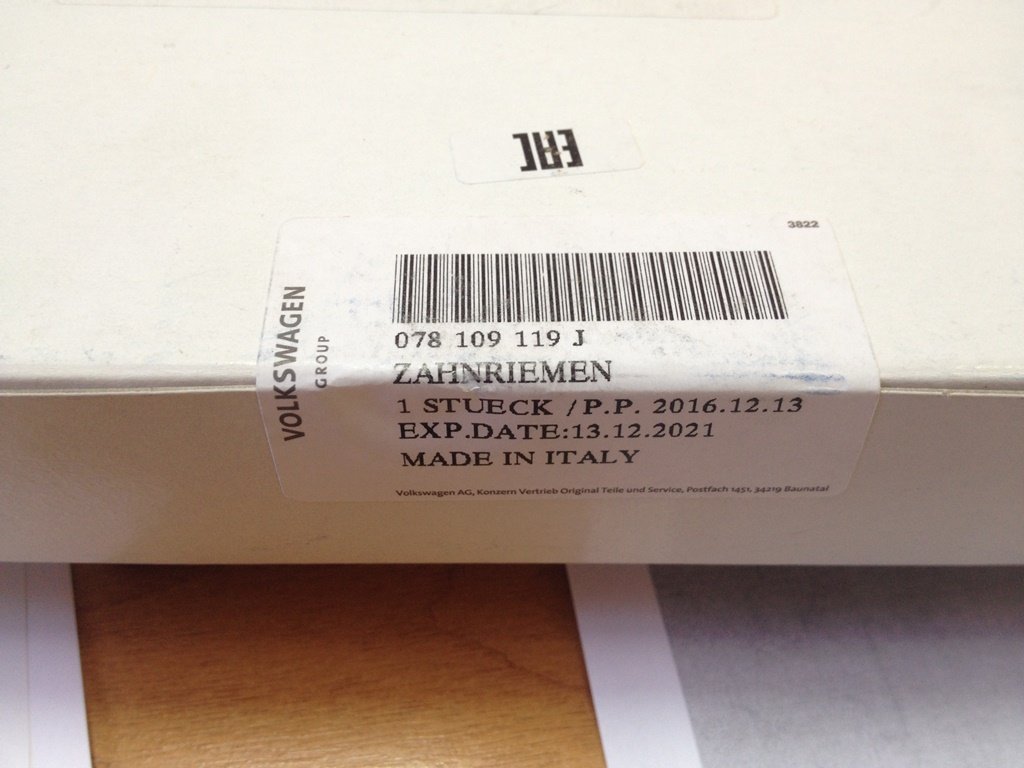 EAC
3822
VOLKSWAGEN
GROUP
078 109 119 J
ZAHNRIEMEN
1 STUECK /P.P. 2016.12.13
EXP.DATE:13.12.2021
MADE IN ITALY
Volkswagen AG, Konzern Vertrieb Original Teile und Service, Postfach 1451, 34219 Baunatal